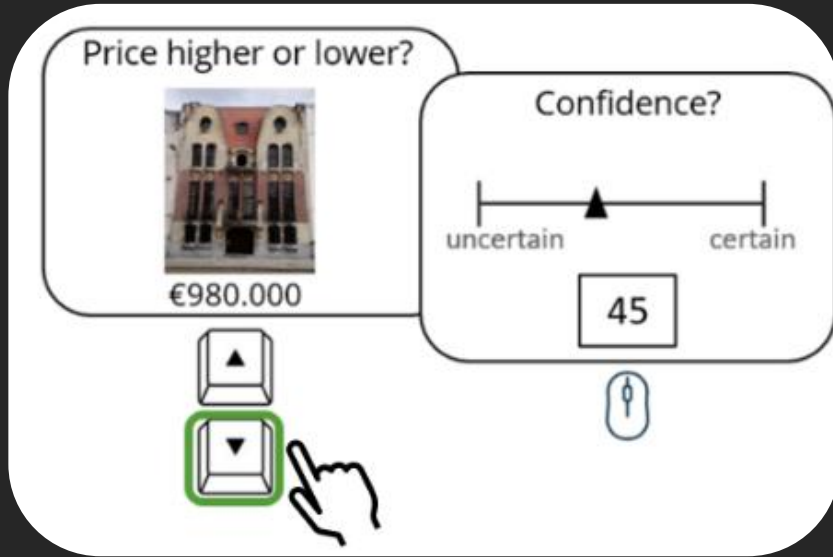 Price higher or lower?
€980.000
Confidence?
uncertain certain
45